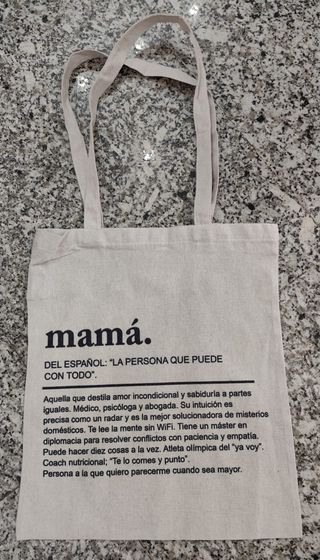 mamá.
DEL ESPAÑOL: "LA PERSONA QUE PUEDE
CON TODO".
Aquella que destila amor incondicional y sabiduría a partes
iguales. Médico, psicóloga y abogada. Su intuición es
precisa como un radar y es la mejor solucionadora de misterios
domésticos. Te lee la mente sin WiFi. Tiene un máster en
diplomacia para resolver conflictos con paciencia y empatía.
Puede hacer diez cosas a la vez. Atleta olímpica del "ya voy".
Coach nutricional; "Te lo comes y punto".
Persona a la que quiero parecerme cuando sea mayor.